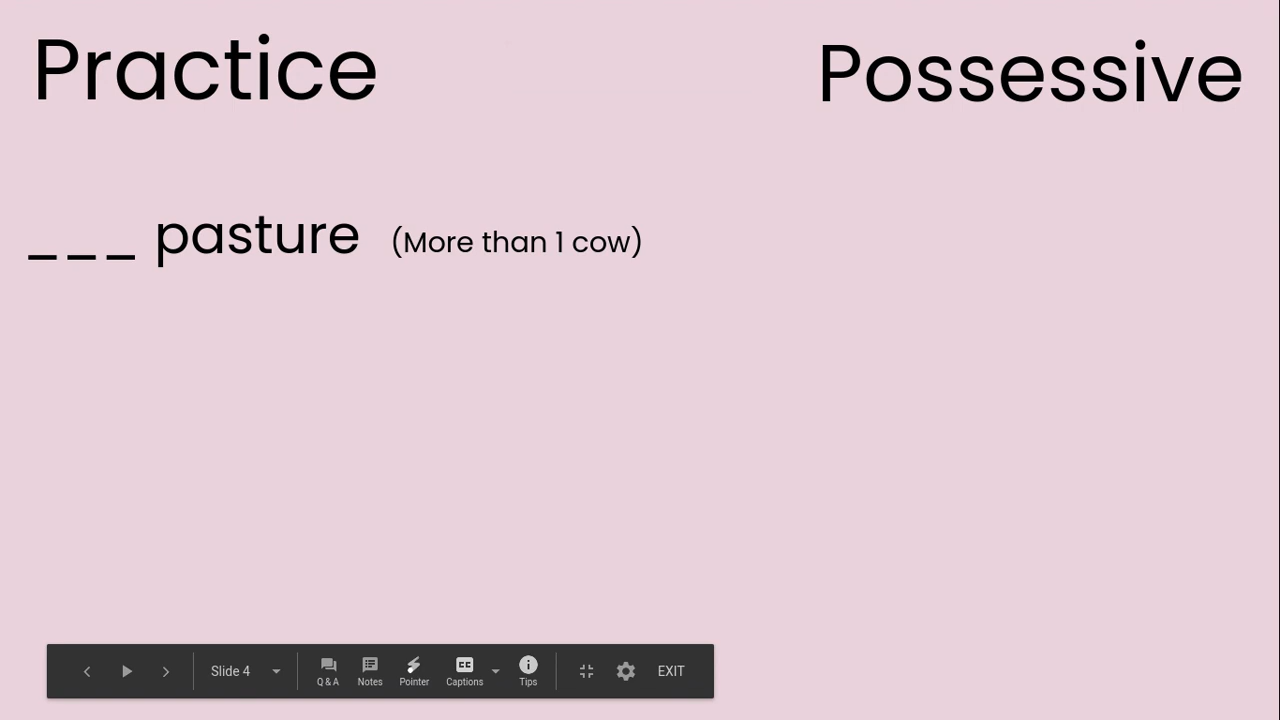 Practice Possessive
_ _ _ pasture (More than 1 cow)
Slide 4 Q & A Notes Pointer Captions Tips EXIT